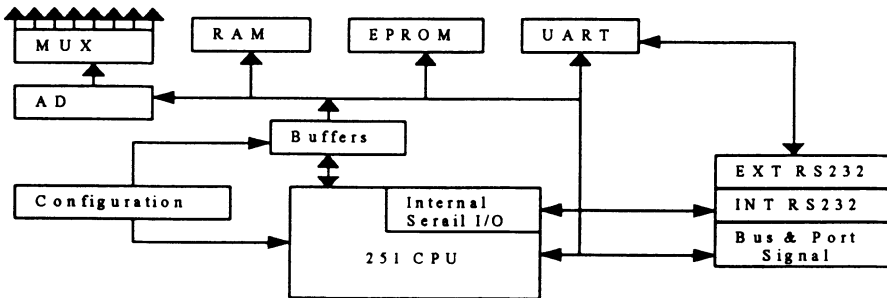 MUX
RAM
EPROM
UART
AD
Buffers
EXT RS232
Configuration
Internal
Serail I/O
INT RS232
251 CPU
Bus & Port
Signal